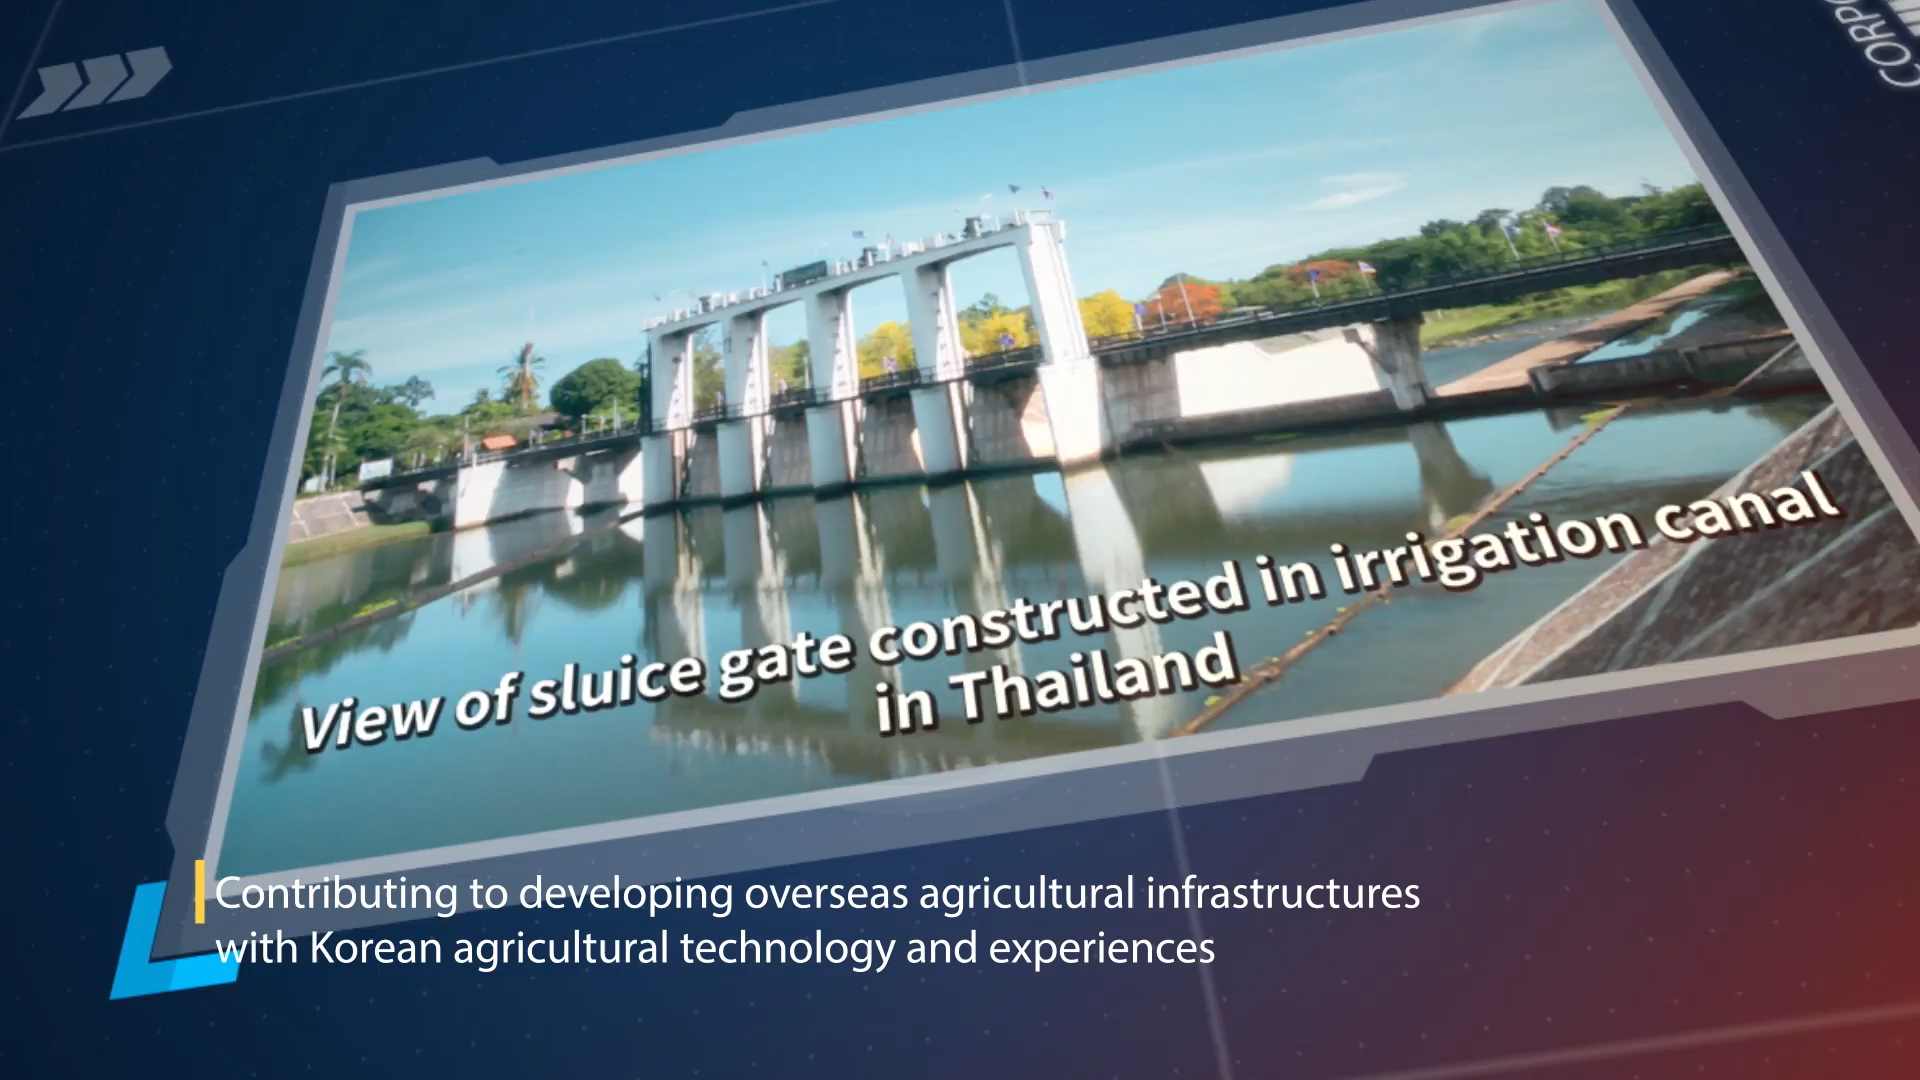 View of sluice gate constructed in irrigation canal
in Thailand
Contributing to developing overseas agricultural infrastructures
with Korean agricultural technology and experiences